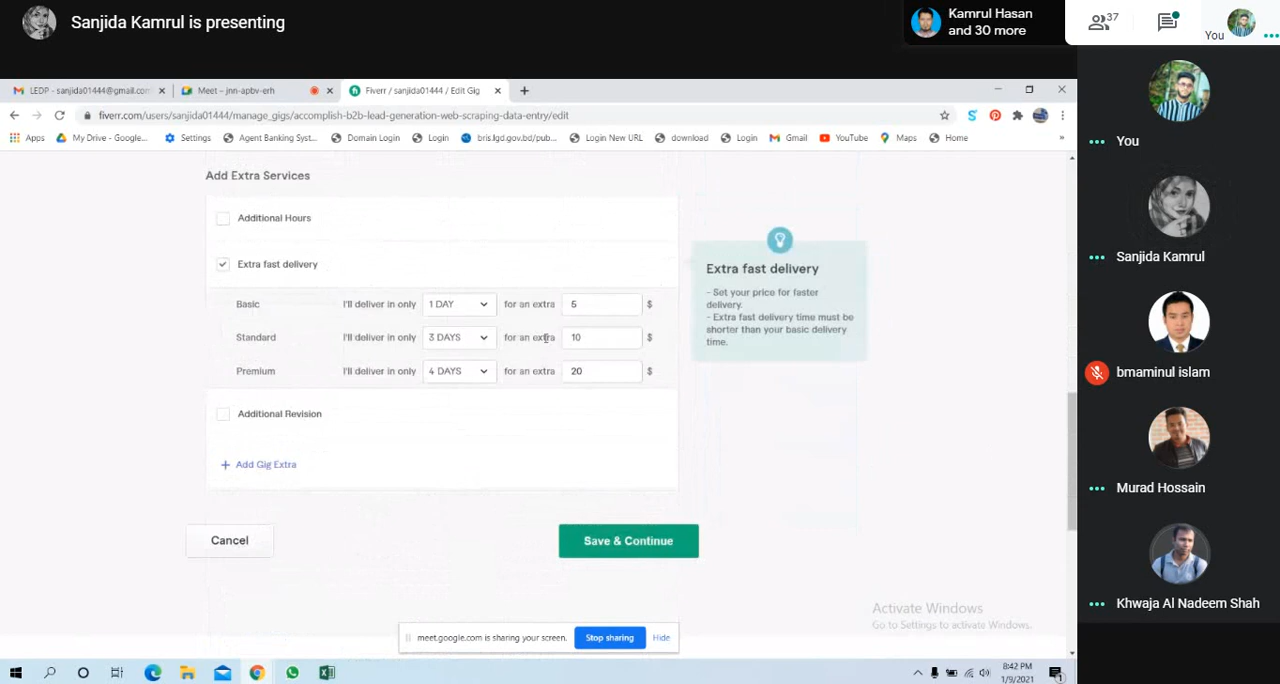 Sanjida Kamrul is presenting
Kamrul Hasan
and 30 more
37
You
LEDP - sanjida01444@gmail.com
Meet – jnn-apbv-erh
Fiverr / sanjida01444 / Edit Gig
fiverr.com/users/sanjida01444/manage_gigs/accomplish-b2b-lead-generation-web-scraping-data-entry/edit
Apps
My Drive - Google...
Settings
Agent Banking Syst...
Domain Login
Login
bris.lgd.gov.bd/pub...
Login New URL
download
Login
Gmail
YouTube
Maps
Home
»
Add Extra Services
Additional Hours
Extra fast delivery
Basic I'll deliver in only 1 DAY for an extra 5 $
Standard I'll deliver in only 3 DAYS for an extra 10 $
Premium I'll deliver in only 4 DAYS for an extra 20 $
Additional Revision
+ Add Gig Extra
Cancel
Save & Continue
Extra fast delivery
- Set your price for faster
delivery.
- Extra fast delivery time must be
shorter than your basic delivery
time.
Activate Windows
Go to Settings to activate Windows.
meet.google.com is sharing your screen. Stop sharing Hide
8:42 PM
1/9/2021
1
You
Sanjida Kamrul
bmaminul islam
Murad Hossain
Khwaja Al Nadeem Shah